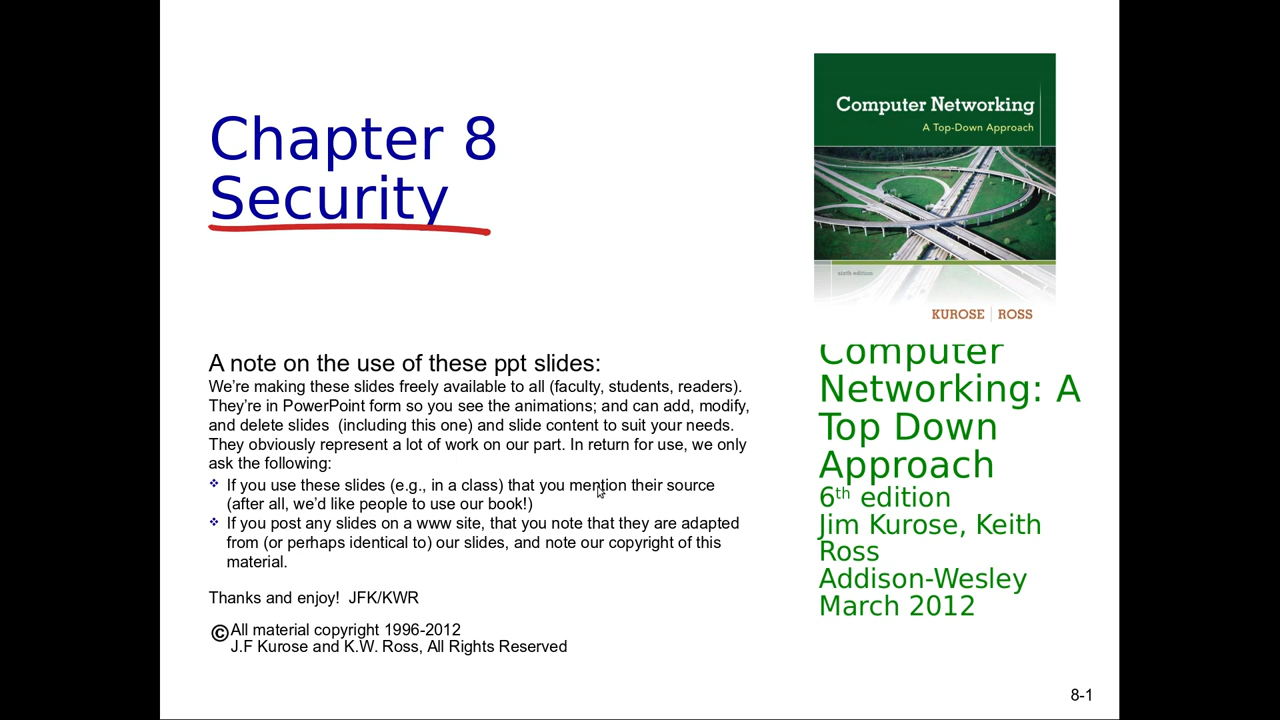 Chapter 8
Security
A note on the use of these ppt slides:
We’re making these slides freely available to all (faculty, students, readers).
They’re in PowerPoint form so you see the animations; and can add, modify,
and delete slides  (including this one) and slide content to suit your needs.
They obviously represent a lot of work on our part. In return for use, we only
ask the following:
❖ If you use these slides (e.g., in a class) that you mention their source
(after all, we’d like people to use our book!)
❖ If you post any slides on a www site, that you note that they are adapted
from (or perhaps identical to) our slides, and note our copyright of this
material.
Thanks and enjoy!  JFK/KWR
© All material copyright 1996-2012
J.F Kurose and K.W. Ross, All Rights Reserved
Computer Networking
A Top-Down Approach
sixth edition
KUROSE | ROSS
Computer
Networking: A
Top Down
Approach
6th edition
Jim Kurose, Keith
Ross
Addison-Wesley
March 2012
8-1